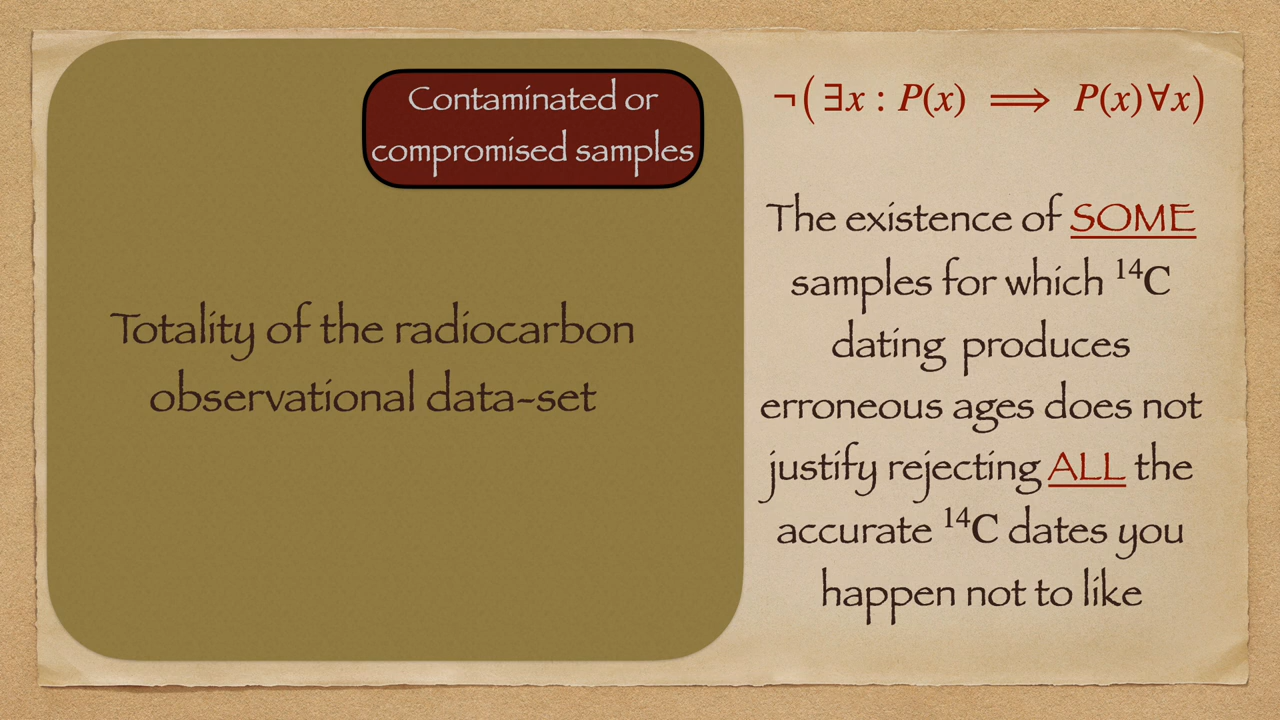 Contaminated or
compromised samples
Totality of the radiocarbon
observational data-set
¬(∃x : P(x) ⟹ P(x)∀x)
The existence of SOME
samples for which ¹⁴C
dating produces
erroneous ages does not
justify rejecting ALL the
accurate ¹⁴C dates you
happen not to like